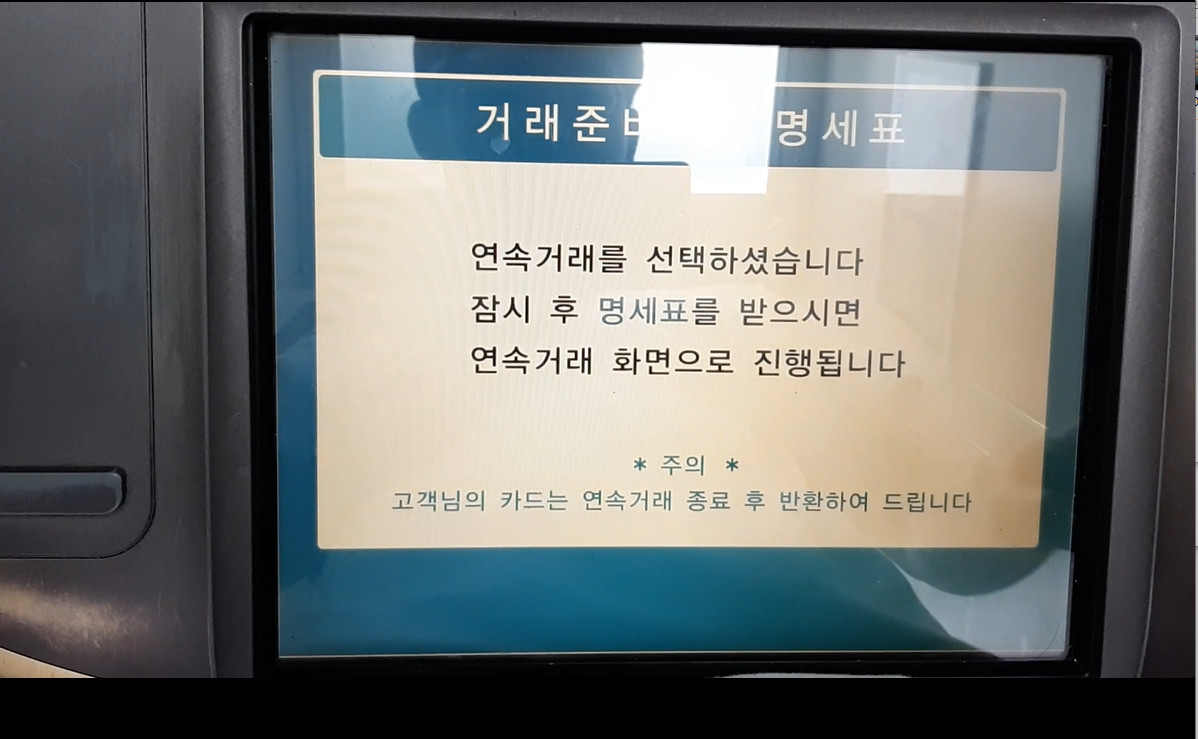 거래준 명세표
연속거래를 선택하셨습니다
잠시 후 명세표를 받으시면
연속거래 화면으로 진행됩니다
* 주의 *
고객님의 카드는 연속거래 종료 후 반환하여 드립니다